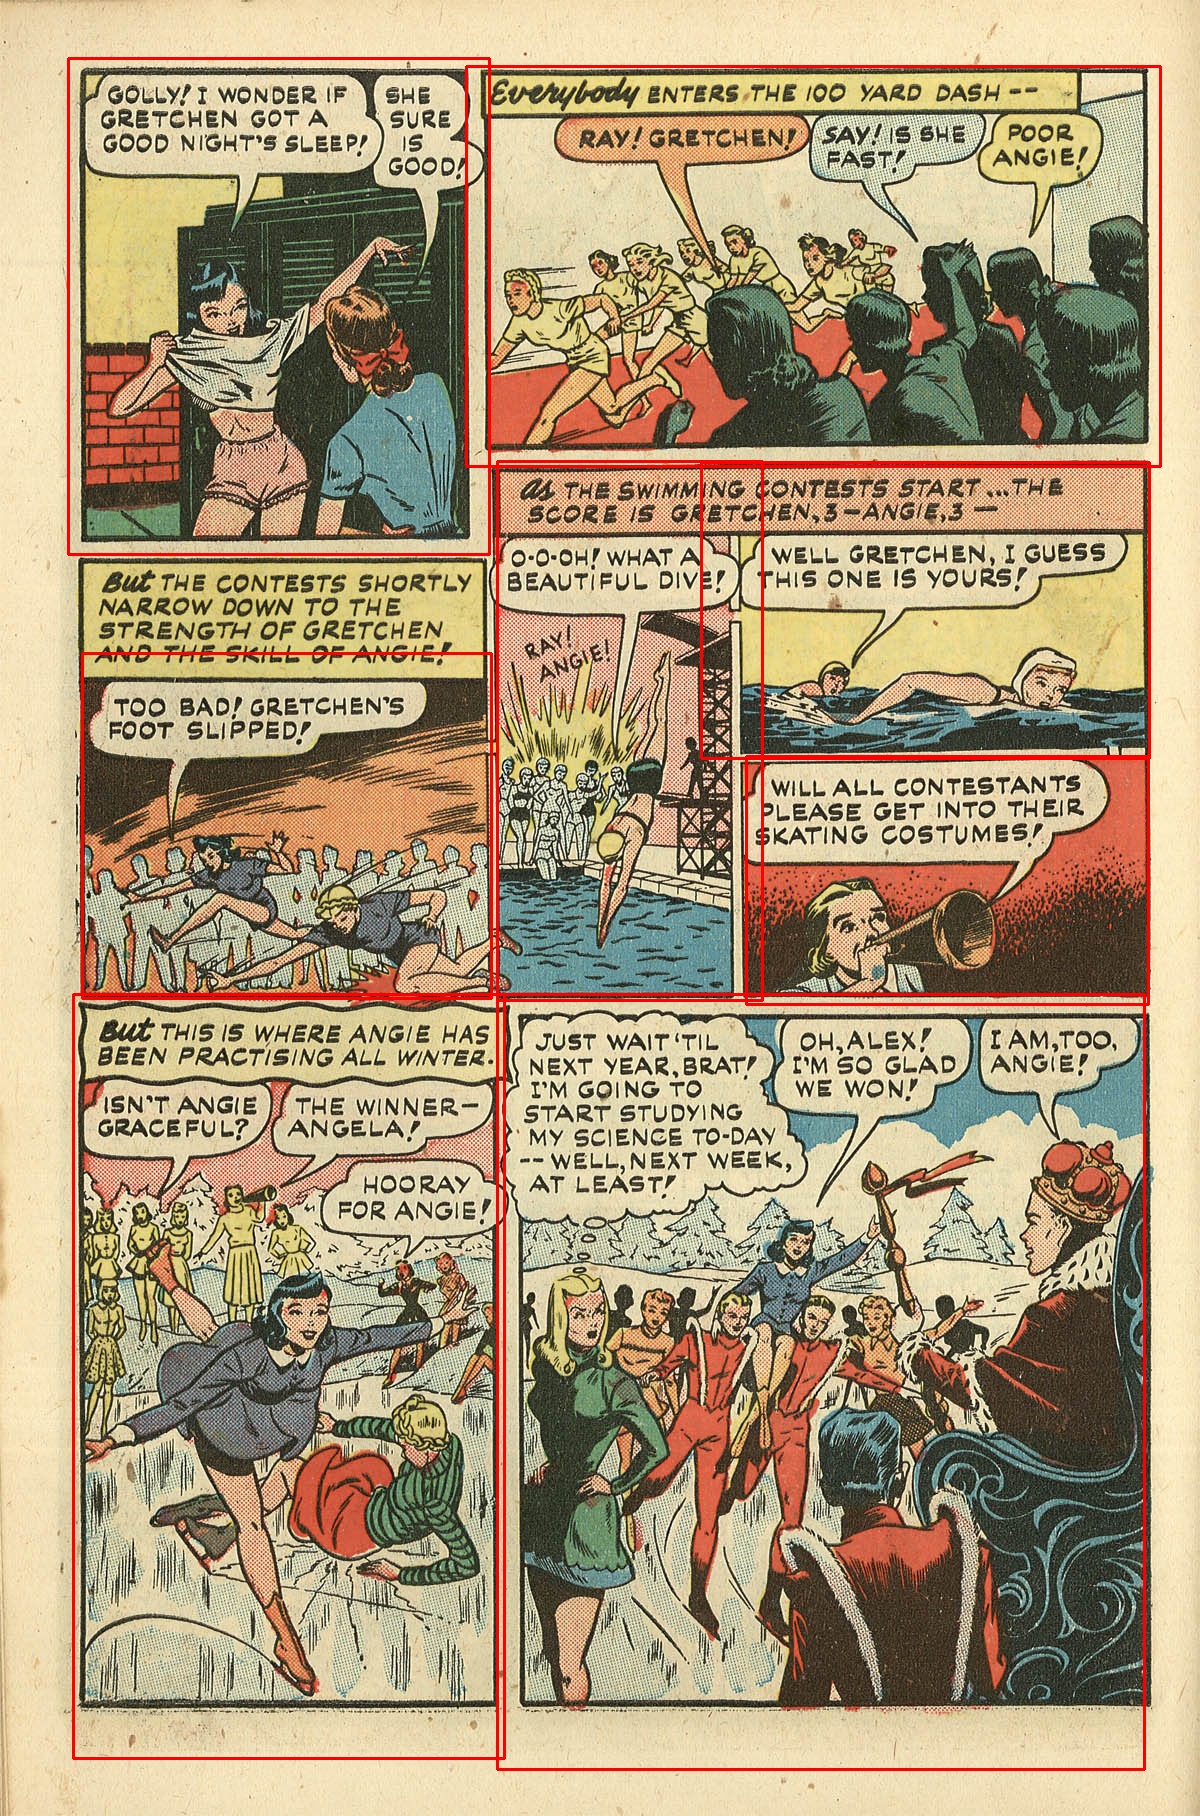 GOLLY! I WONDER IF
GRETCHEN GOT A
GOOD NIGHT'S SLEEP!
SHE
SURE
IS
GOOD!
Everybody ENTERS THE 100 YARD DASH --
RAY! GRETCHEN!
SAY! IS SHE
FAST!
POOR
ANGIE!
But THE CONTESTS SHORTLY
NARROW DOWN TO THE
STRENGTH OF GRETCHEN
AND THE SKILL OF ANGIE!
TOO BAD! GRETCHEN'S
FOOT SLIPPED!
As THE SWIMMING CONTESTS START...THE
SCORE IS GRETCHEN, 3 — ANGIE, 3 —
O-O-OH! WHAT A
BEAUTIFUL DIVE!
RAY!
ANGIE!
WELL GRETCHEN, I GUESS
THIS ONE IS YOURS!
WILL ALL CONTESTANTS
PLEASE GET INTO THEIR
SKATING COSTUMES!
But THIS IS WHERE ANGIE HAS
BEEN PRACTISING ALL WINTER.
ISN'T ANGIE
GRACEFUL?
THE WINNER—
ANGELA!
HOORAY
FOR ANGIE!
JUST WAIT 'TIL
NEXT YEAR, BRAT!
I'M GOING TO
START STUDYING
MY SCIENCE TO-DAY
-- WELL, NEXT WEEK,
AT LEAST!
OH, ALEX!
I'M SO GLAD
WE WON!
I AM, TOO,
ANGIE!